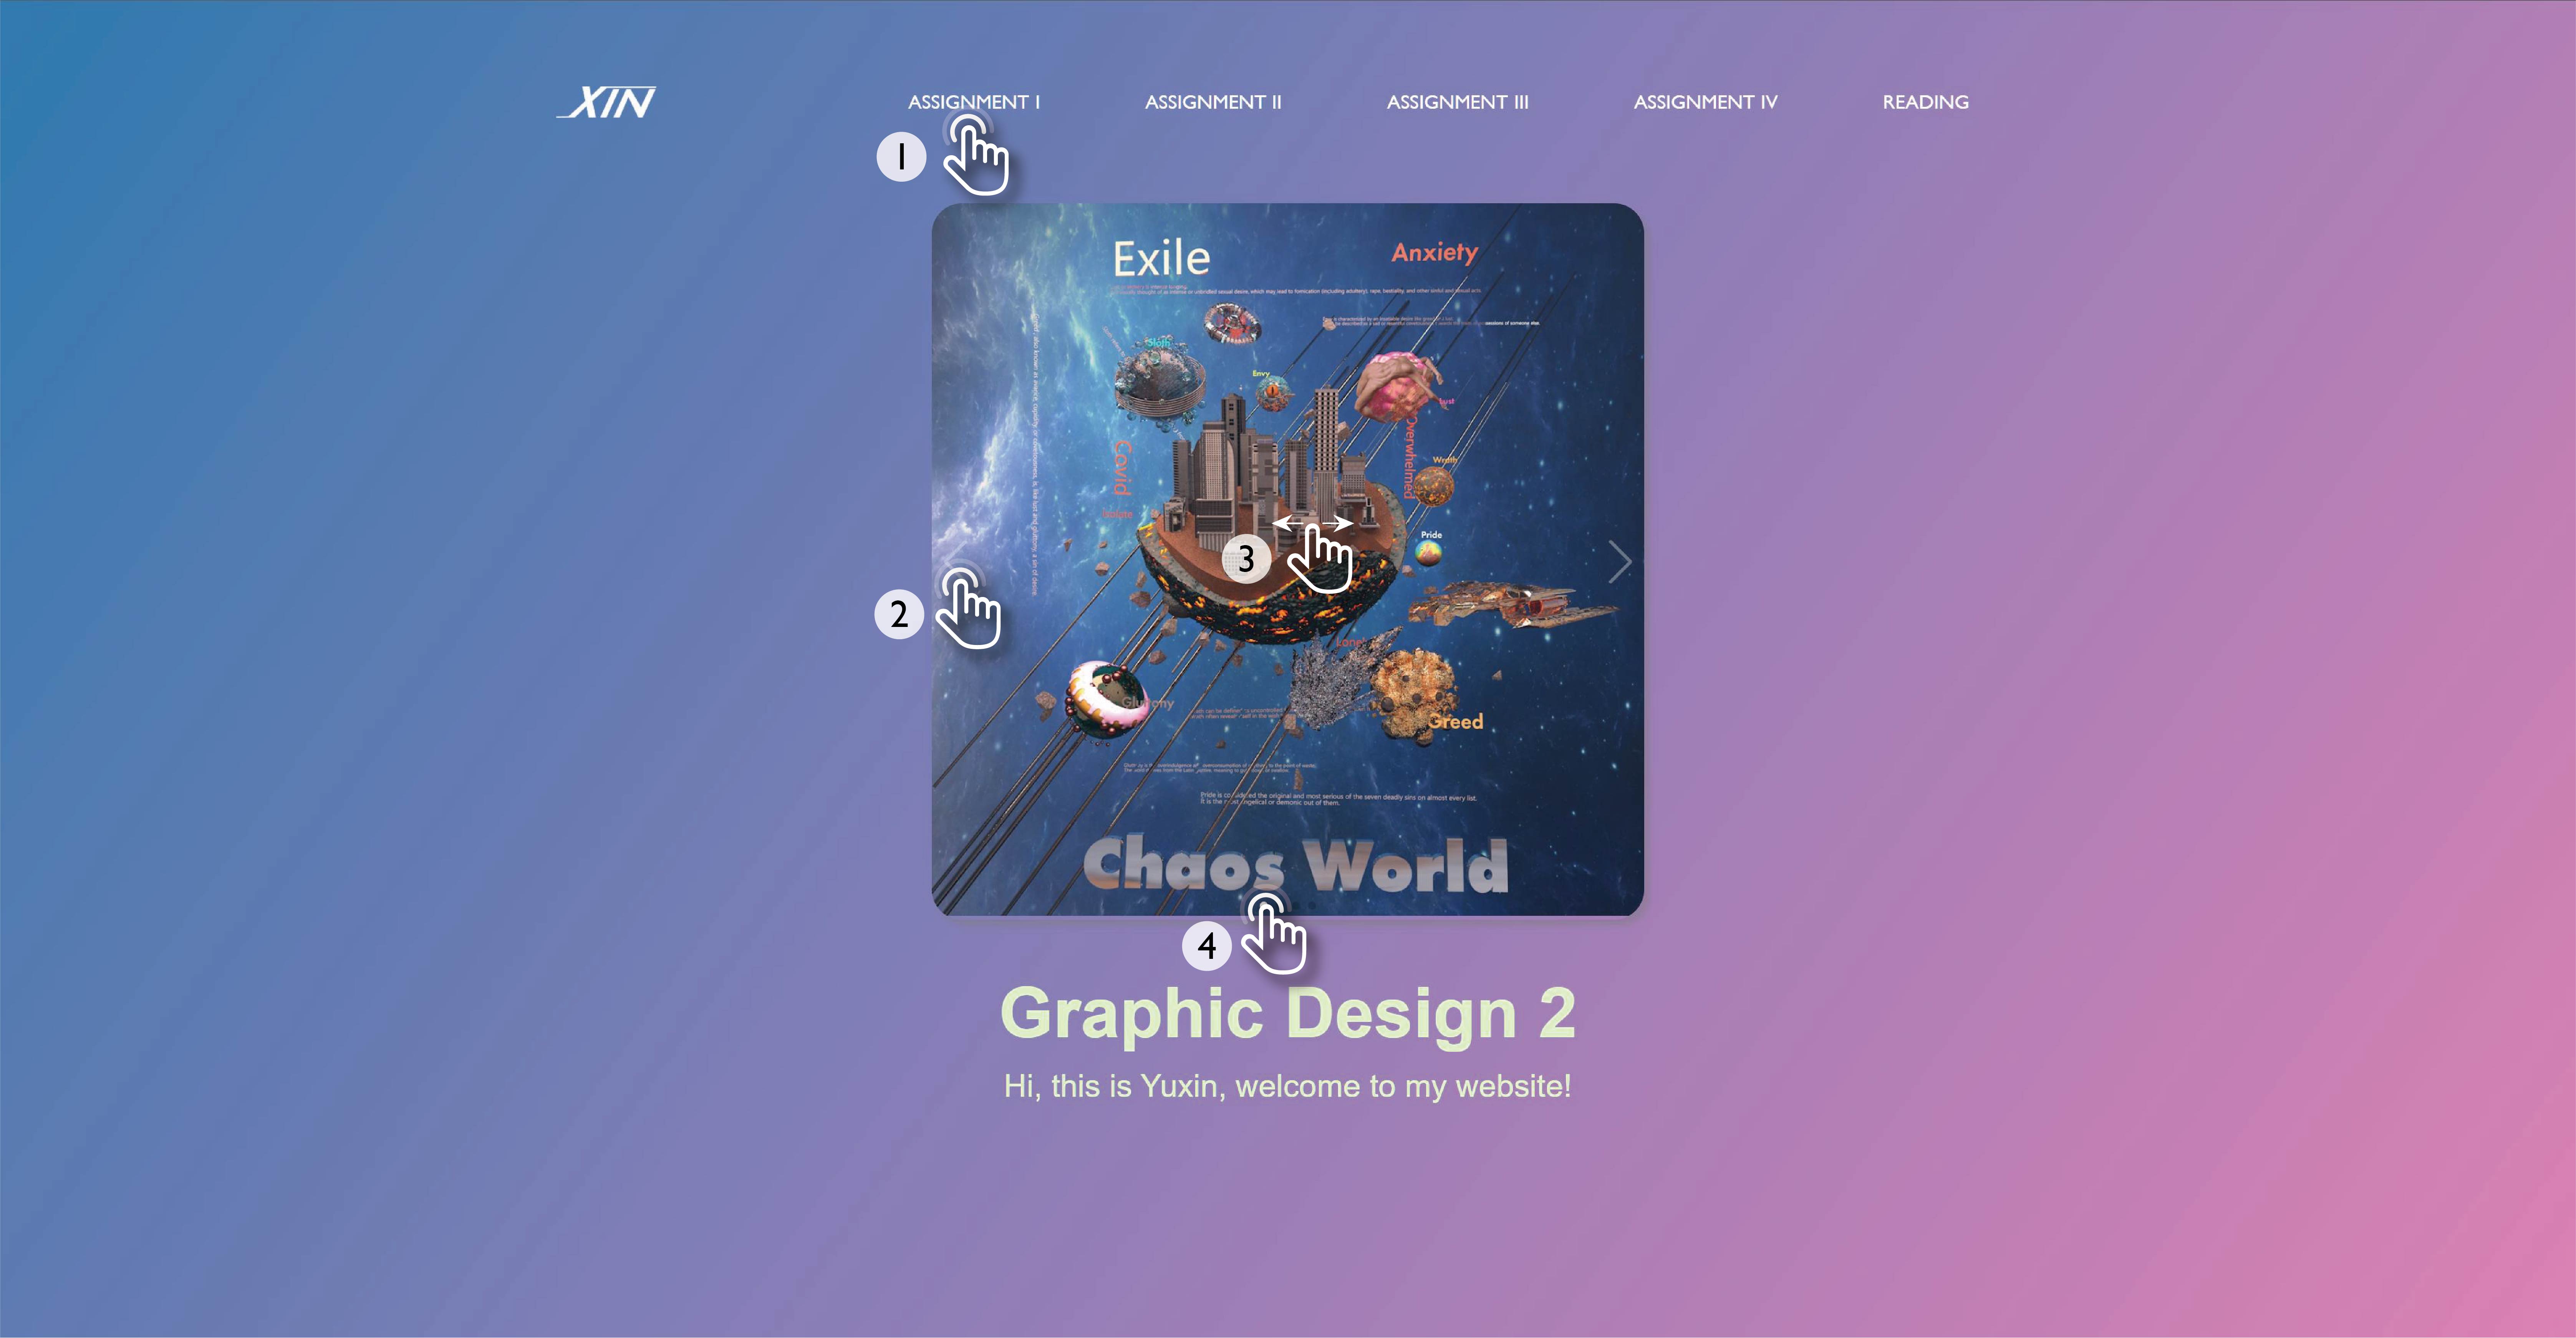 XIN
ASSIGNMENT I
ASSIGNMENT II
ASSIGNMENT III
ASSIGNMENT IV
READING
1
Exile
Anxiety
Sloth
Envy
Lust
Covid
Overwhelmed
Wrath
Isolate
Pride
3
2
Gluttony
Greed
Pride is considered the original and most serious of the seven deadly sins on almost every list.
It is the most angelical or demonic out of them.
Chaos World
4
Graphic Design 2
Hi, this is Yuxin, welcome to my website!